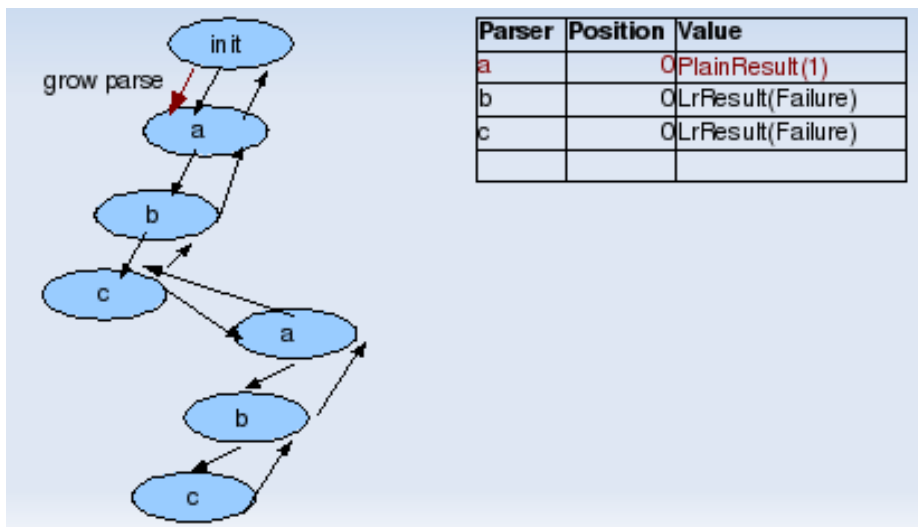 init
grow parse
a
b
c
a
b
c
Parser Position Value
a 0 PlainResult(1)
b 0 LrResult(Failure)
c 0 LrResult(Failure)